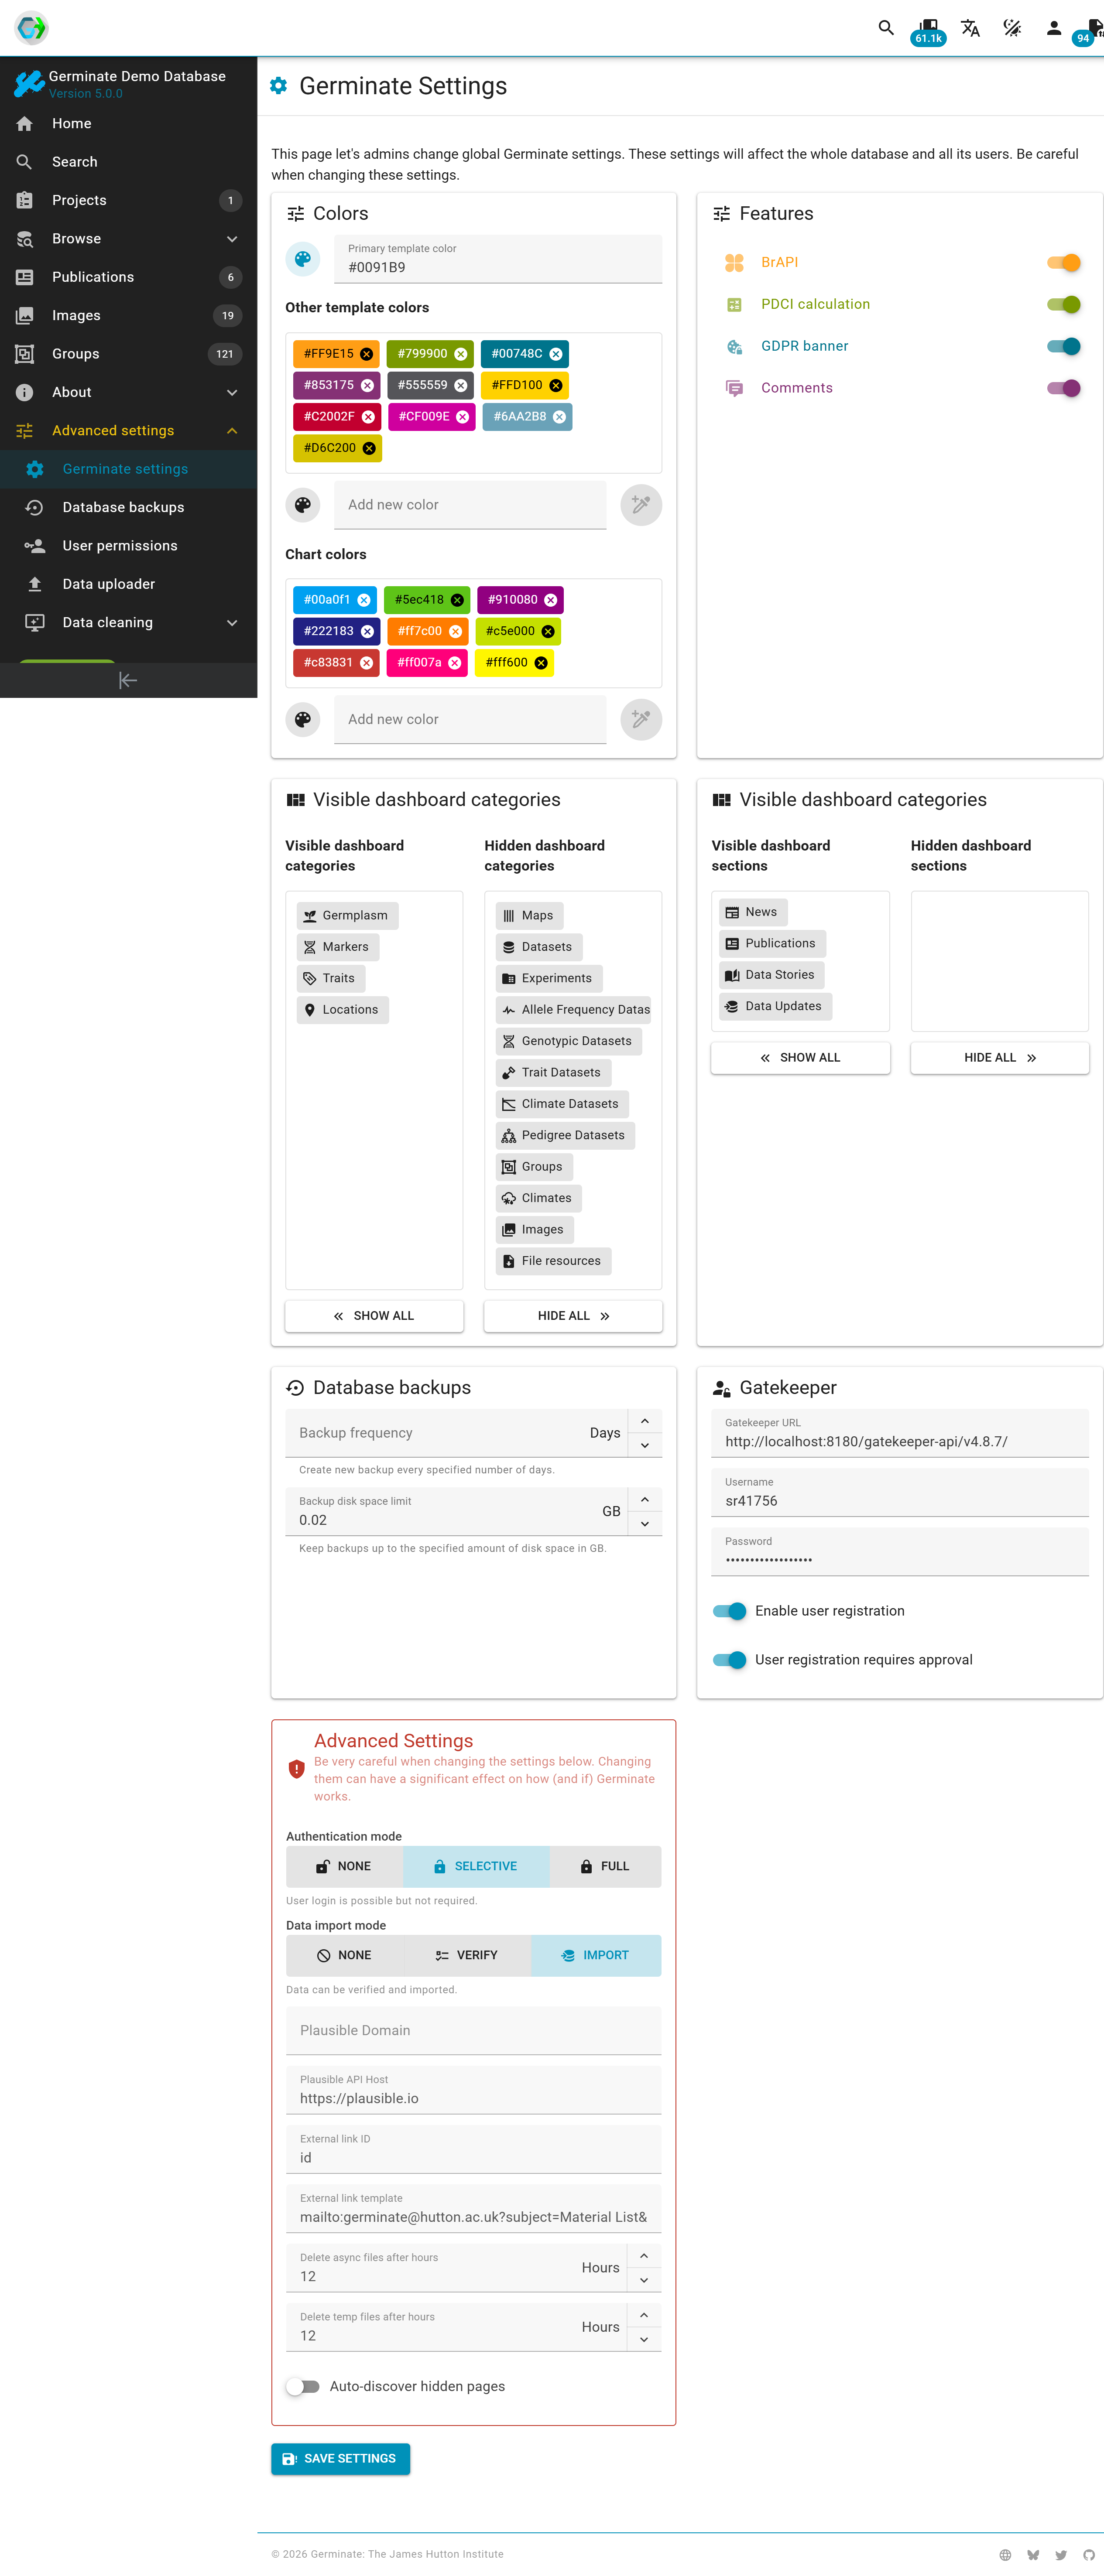 61.1k
94
Germinate Demo Database
Version 5.0.0
Home
Search
Projects 1
Browse
Publications 6
Images 19
Groups 121
About
Advanced settings
Germinate settings
Database backups
User permissions
Data uploader
Data cleaning
Germinate Settings
This page let's admins change global Germinate settings. These settings will affect the whole database and all its users. Be careful
when changing these settings.
Colors
Primary template color
#0091B9
Other template colors
#FF9E15 #799900 #00748C
#853175 #555559 #FFD100
#C2002F #CF009E #6AA2B8
#D6C200
Add new color
Chart colors
#00a0f1 #5ec418 #910080
#222183 #ff7c00 #c5e000
#c83831 #ff007a #fff600
Add new color
Features
BrAPI
PDCI calculation
GDPR banner
Comments
Visible dashboard categories
Visible dashboard
categories
Germplasm
Markers
Traits
Locations
SHOW ALL
Hidden dashboard
categories
Maps
Datasets
Experiments
Allele Frequency Datas
Genotypic Datasets
Trait Datasets
Climate Datasets
Pedigree Datasets
Groups
Climates
Images
File resources
HIDE ALL
Visible dashboard categories
Visible dashboard
sections
News
Publications
Data Stories
Data Updates
SHOW ALL
Hidden dashboard
sections
HIDE ALL
Database backups
Backup frequency Days
Create new backup every specified number of days.
Backup disk space limit
0.02 GB
Keep backups up to the specified amount of disk space in GB.
Gatekeeper
Gatekeeper URL
http://localhost:8180/gatekeeper-api/v4.8.7/
Username
sr41756
Password
••••••••••••••••••
Enable user registration
User registration requires approval
Advanced Settings
Be very careful when changing the settings below. Changing
them can have a significant effect on how (and if) Germinate
works.
Authentication mode
NONE SELECTIVE FULL
User login is possible but not required.
Data import mode
NONE VERIFY IMPORT
Data can be verified and imported.
Plausible Domain
Plausible API Host
https://plausible.io
External link ID
id
External link template
mailto:germinate@hutton.ac.uk?subject=Material List&
Delete async files after hours
12 Hours
Delete temp files after hours
12 Hours
Auto-discover hidden pages
SAVE SETTINGS
© 2026 Germinate: The James Hutton Institute